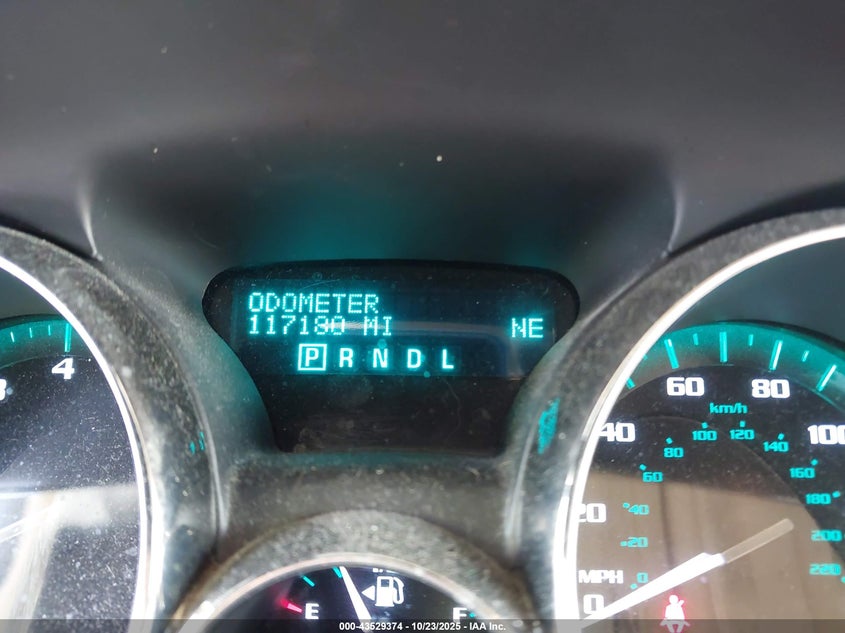 ODOMETER
117180 MI NE
P R N D L
4
60 80
km/h
40 100
80 100 120 140
60 160
20 40 180
20 200
MPH 0 220
0
E F
000-43529374 - 10/23/2025 - IAA Inc.